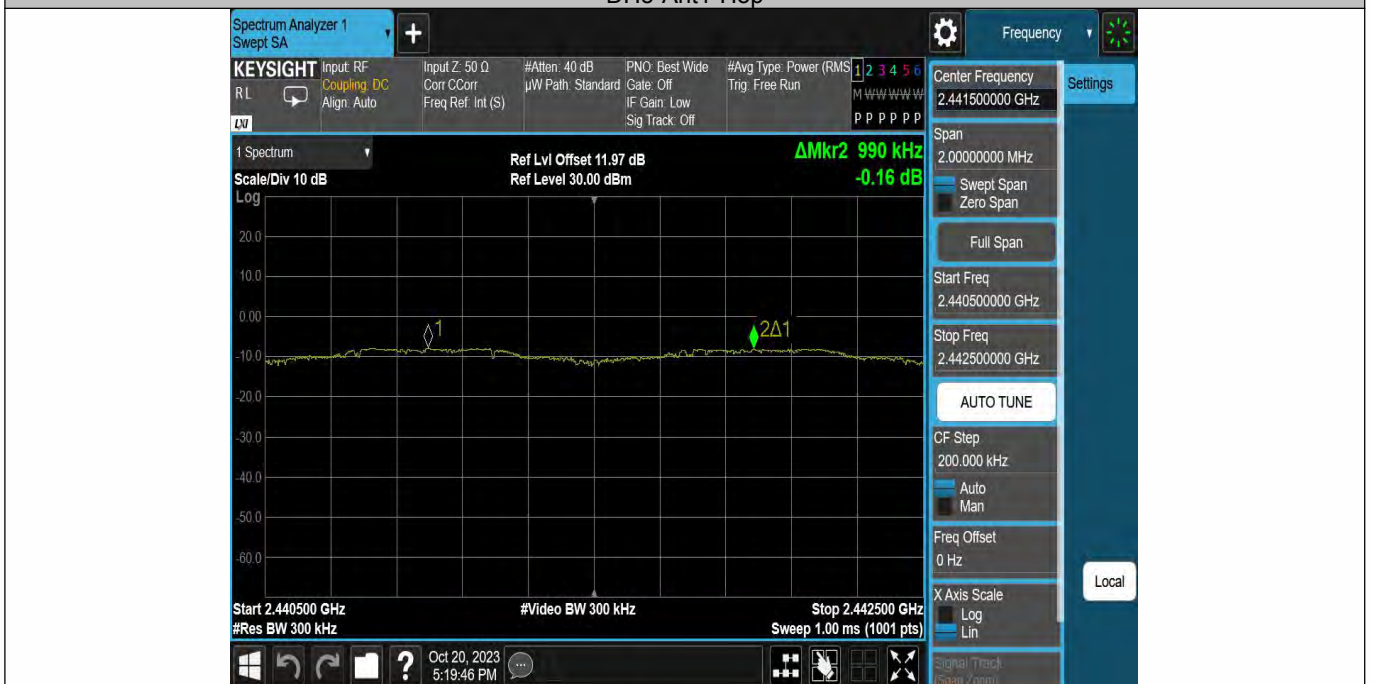 Spectrum Analyzer 1
Swept SA
+
Frequency
KEYSIGHT
RL
LXI
Input: RF
Coupling: DC
Align: Auto
Input Z: 50 Ω
Corr CCorr
Freq Ref: Int (S)
#Atten: 40 dB
µW Path: Standard
PNO: Best Wide
Gate: Off
IF Gain: Low
Sig Track: Off
#Avg Type: Power (RMS
Trig: Free Run
1 2 3 4 5 6
M W W W W W
P P P P P P
1 Spectrum
Scale/Div 10 dB
Log
Ref Lvl Offset 11.97 dB
Ref Level 30.00 dBm
ΔMkr2 990 kHz
-0.16 dB
20.0
10.0
0.00
-10.0
-20.0
-30.0
-40.0
-50.0
-60.0
1
2Δ1
Start 2.440500 GHz
#Res BW 300 kHz
#Video BW 300 kHz
Stop 2.442500 GHz
Sweep 1.00 ms (1001 pts)
Oct 20, 2023
5:19:46 PM
?
Center Frequency
2.441500000 GHz
Settings
Span
2.00000000 MHz
Swept Span
Zero Span
Full Span
Start Freq
2.440500000 GHz
Stop Freq
2.442500000 GHz
AUTO TUNE
CF Step
200.000 kHz
Auto
Man
Freq Offset
0 Hz
X Axis Scale
Log
Lin
Signal Track
(Span Zoom)
Local